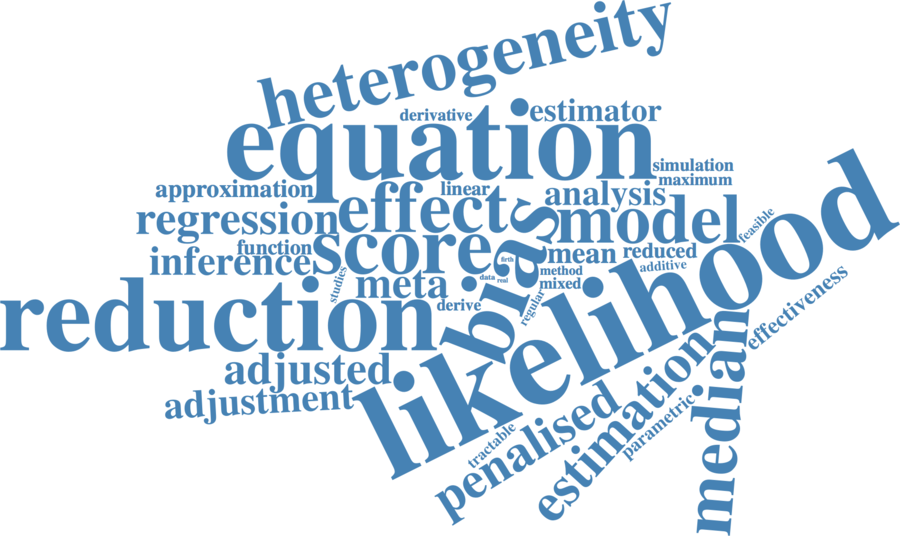 heterogeneity
derivative
estimator
equation
simulation
maximum
approximation
linear
analysis
regression
effect
model
feasible
function
score
bias
mean
reduced
inference
firth
method
additive
studies
meta
data
real
mixed
effectiveness
reduction
derive
regular
likelihood
adjusted
adjustment
median
estimation
penalised
parametric
tractable